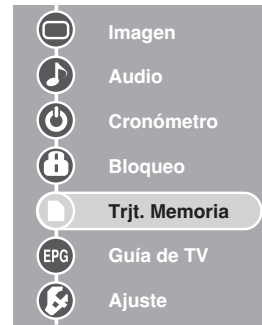 Imagen
Audio
Cronómetro
Bloqueo
Trjt. Memoria
EPG Guía de TV
Ajuste